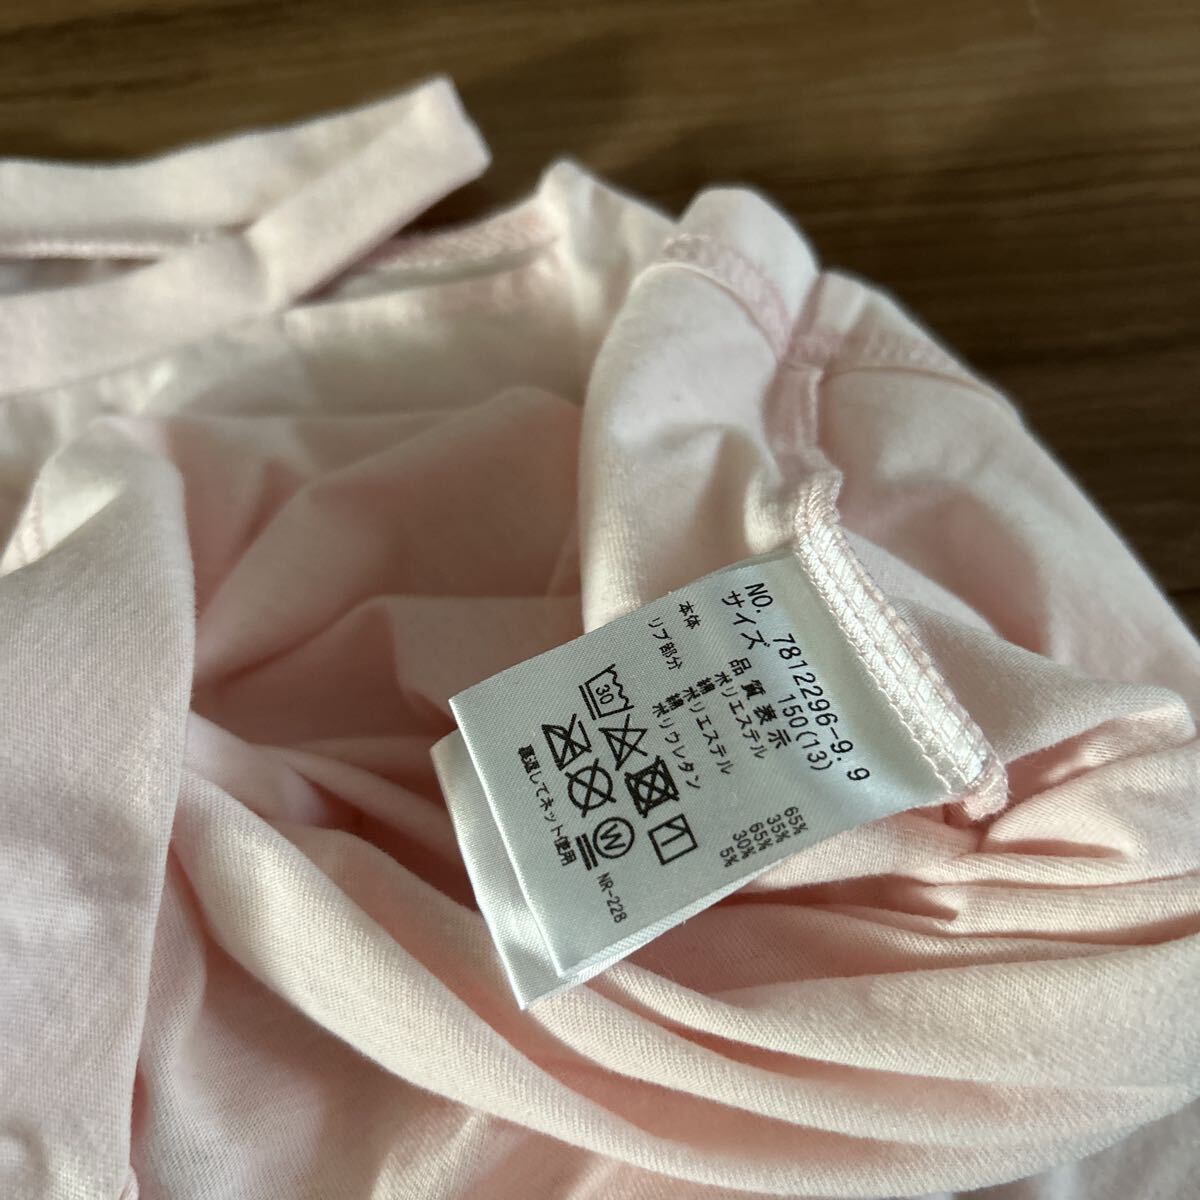 NO. 7812296-9. 9
サイズ 150(13)
品質表示
本体 ポリエステル 65%
綿 35%
リブ部分 ポリエステル 65%
綿 30%
ポリウレタン 5%
30
W
裏返してネット使用
NR-228